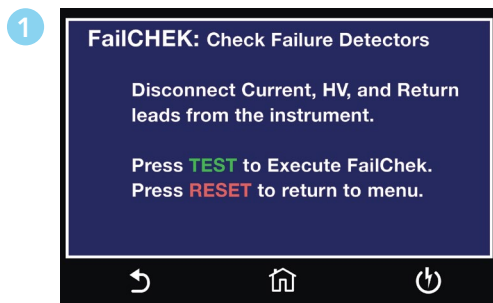 1
FailCHEK: Check Failure Detectors
Disconnect Current, HV, and Return
leads from the instrument.
Press TEST to Execute FailChek.
Press RESET to return to menu.